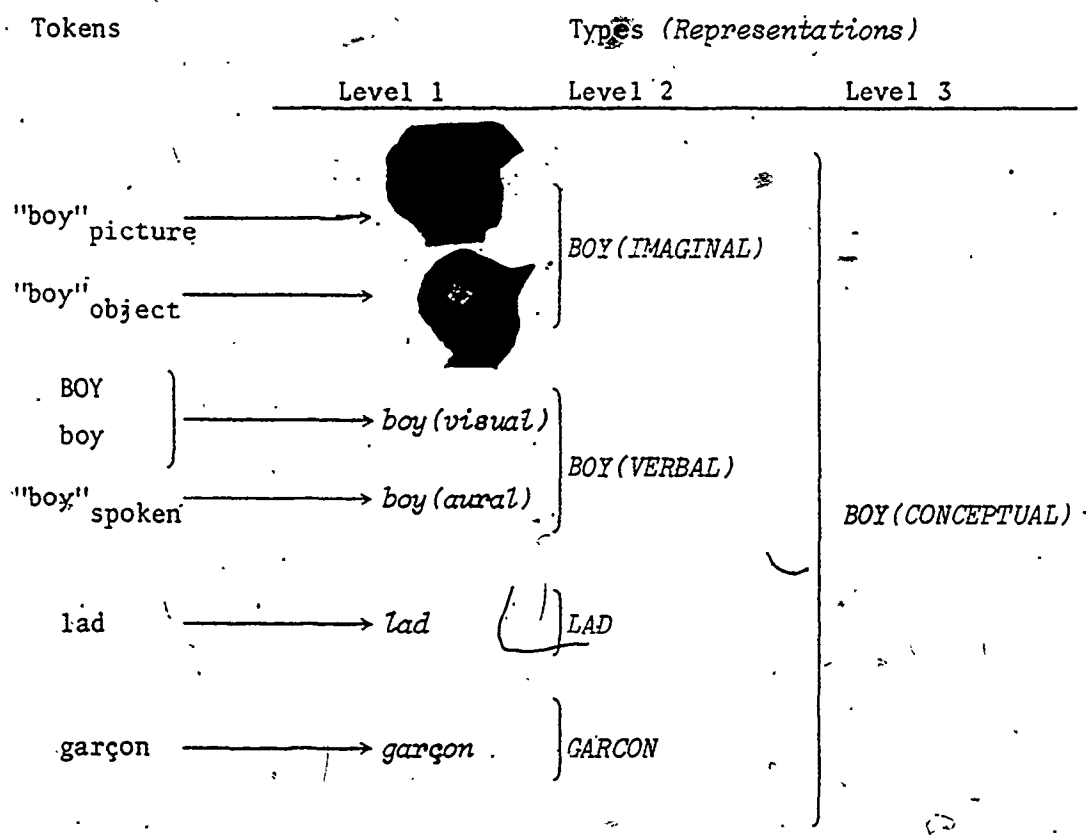 Tokens Types (Representations)
Level 1 Level 2 Level 3
"boy" picture
BOY(IMAGINAL)
"boy" object
BOY
boy
boy(visual)
BOY(VERBAL)
"boy" spoken boy(aural)
BOY(CONCEPTUAL)
lad lad LAD
garçon garçon GARCON